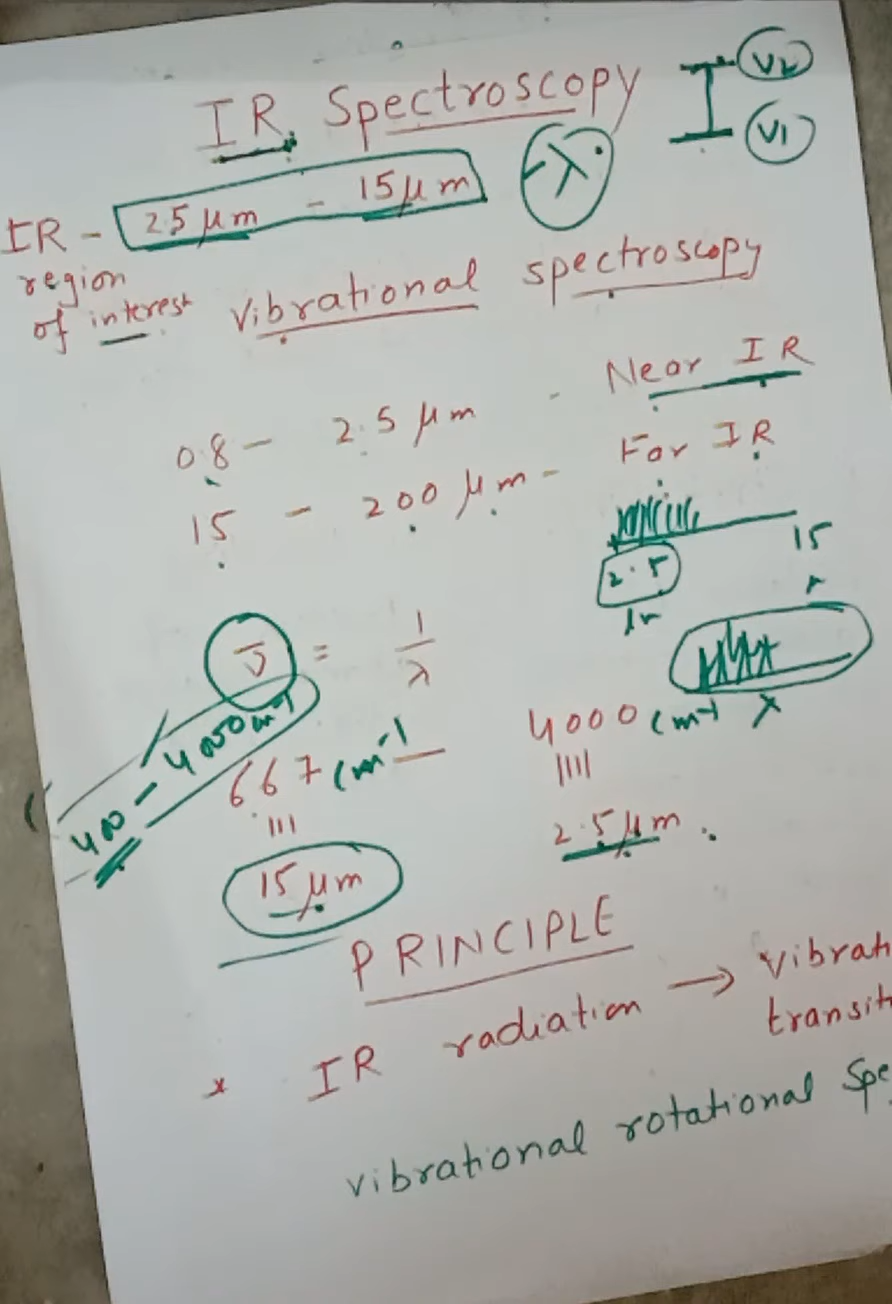 IR Spectroscopy
V2
V1
IR - 2.5 μm - 15 μm
λ
region
of interest
Vibrational spectroscopy
0.8 - 2.5 μm - Near IR
15 - 200 μm - Far IR
2.5
15
ν̅ = 1/λ
400 - 4000 cm⁻¹
667 cm⁻¹ — 4000 cm⁻¹
15 μm
2.5 μm
PRINCIPLE
* IR radiation → Vibrati
transiti
vibrational rotational Spe